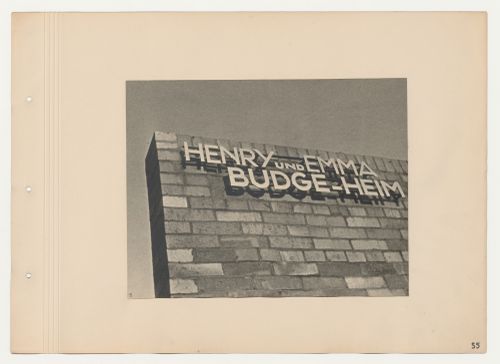 HENRY UND EMMA
BUDGE-HEIM
55